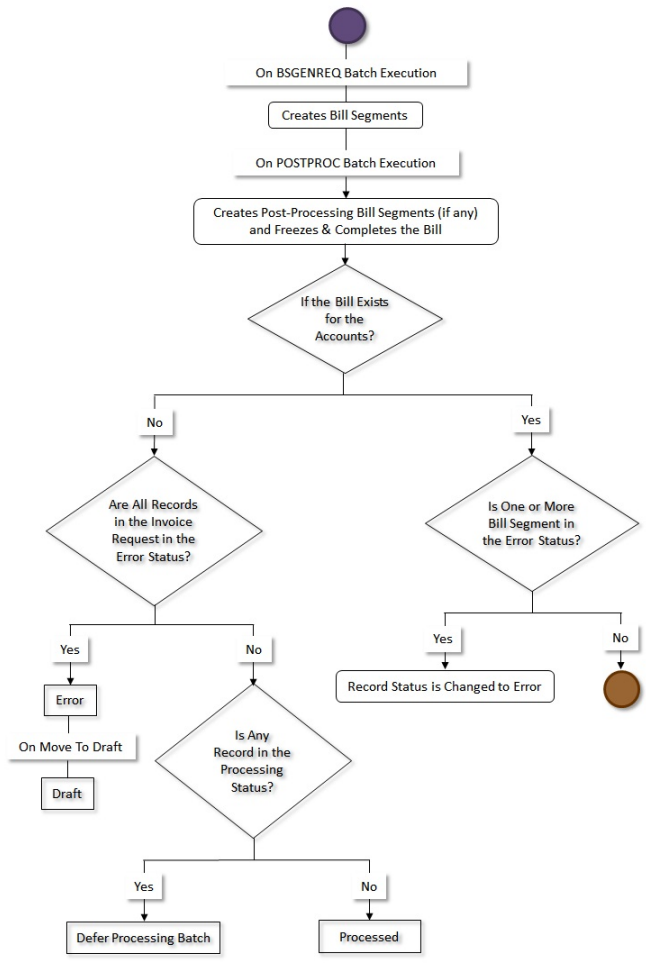 On BSGENREQ Batch Execution
Creates Bill Segments
On POSTPROC Batch Execution
Creates Post-Processing Bill Segments (if any)
and Freezes & Completes the Bill
If the Bill Exists
for the
Accounts?
No
Yes
Are All Records
in the Invoice
Request in the
Error Status?
Is One or More
Bill Segment in
the Error Status?
Yes
No
Yes
No
Error
Record Status is Changed to Error
On Move To Draft
Draft
Is Any
Record in the
Processing
Status?
Yes
No
Defer Processing Batch
Processed